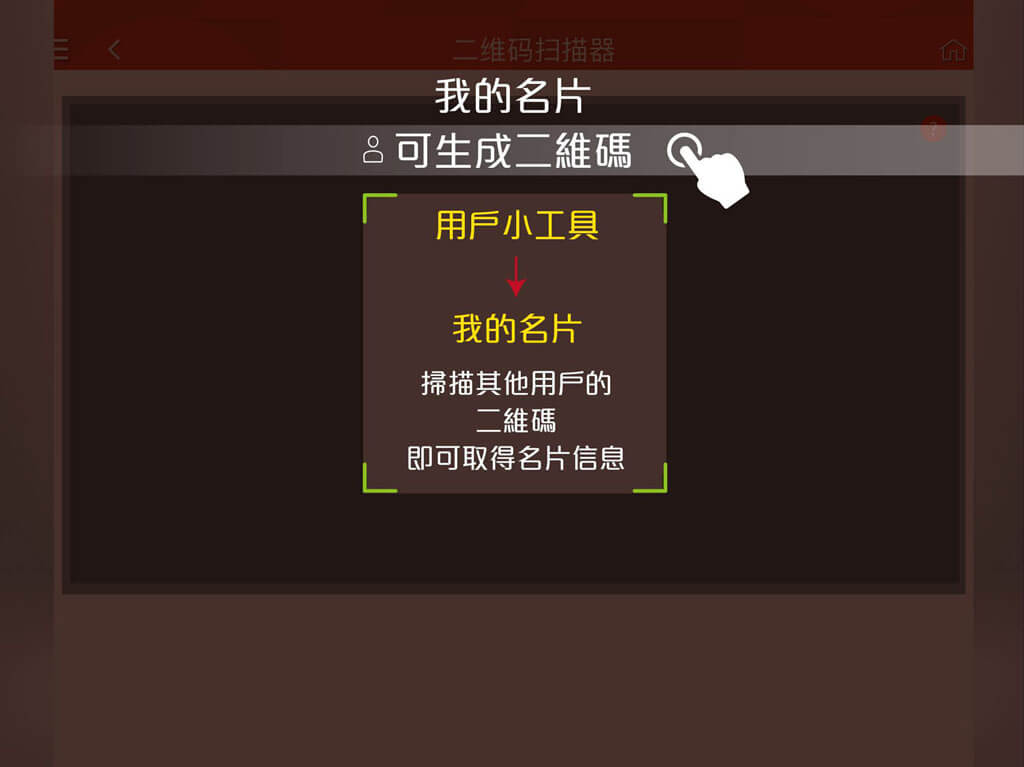 二维码扫描器
我的名片
可生成二維碼
?
用戶小工具
我的名片
掃描其他用戶的
二維碼
即可取得名片信息